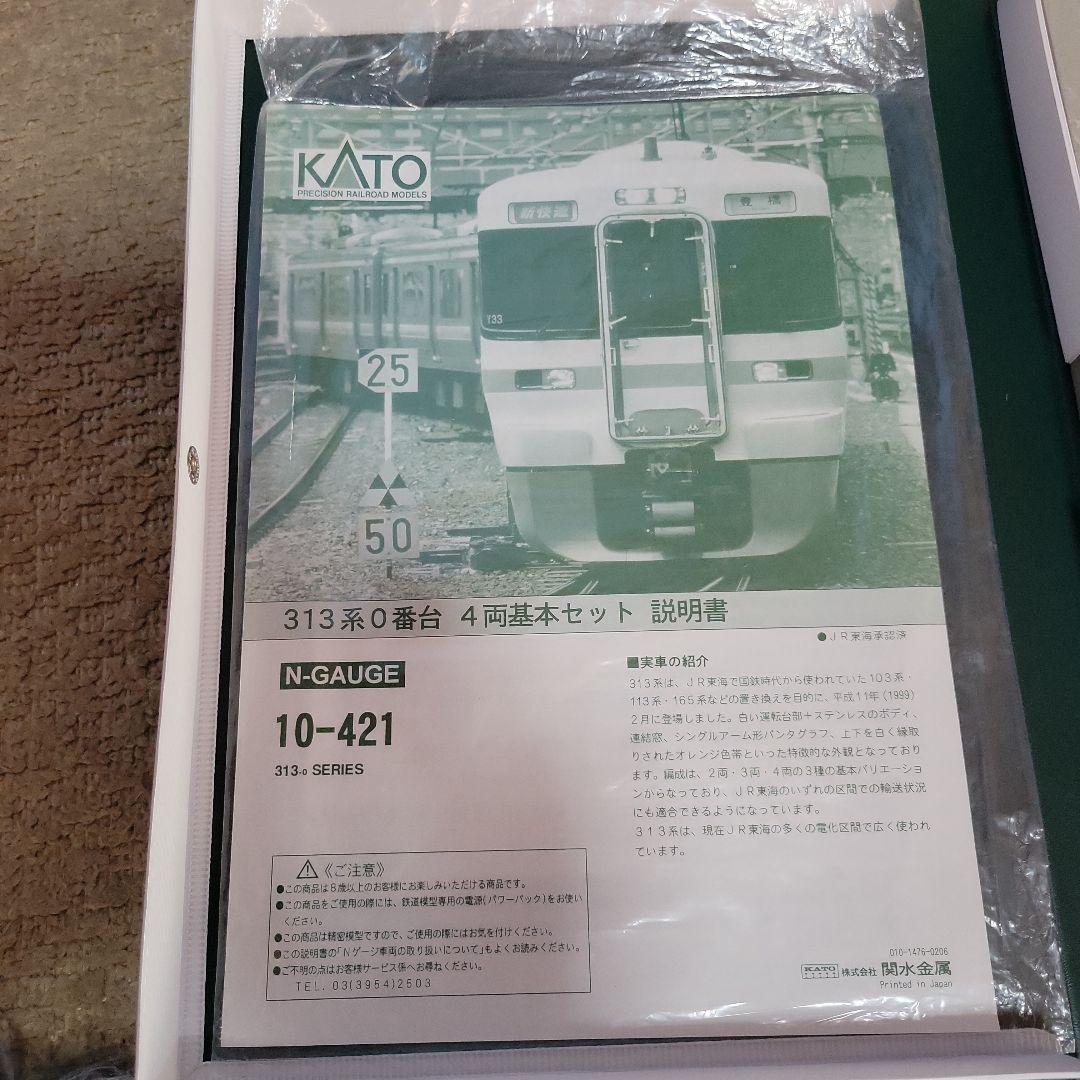 KATO
PRECISION RAILROAD MODELS
新快速
豊橋
Y33
25
50
313系0番台 4両基本セット 説明書
●JR東海承認済
N-GAUGE
10-421
313-0 SERIES
■実車の紹介
313系は、JR東海で国鉄時代から使われていた103系・
113系・165系などの置き換えを目的に、平成11年(1999)
2月に登場しました。白い運転台部+ステンレスのボディ、
連結窓、シングルアーム形パンタグラフ、上下を白く縁取
りされたオレンジ色帯といった特徴的な外観となっており
ます。編成は、2両・3両・4両の3種の基本バリエーショ
ンからなっており、JR東海のいずれの区間での輸送状況
にも適合できるようになっています。
313系は、現在JR東海の多くの電化区間で広く使われ
ています。
《ご注意》
●この商品は8歳以上のお客様にお楽しみいただける商品です。
●この商品をご使用の際には、鉄道模型専用の電源(パワーパック)をお使い
ください。
●この商品は精密模型ですので、ご使用の際にはお気を付けください。
●この説明書の「Nゲージ車両の取り扱いについて」もよくお読みください。
●ご不明の点はお客様サービス係へお尋ねください。
TEL. 03(3954)2503
010-1476-0206
KATO 株式会社 関水金属
Printed in Japan